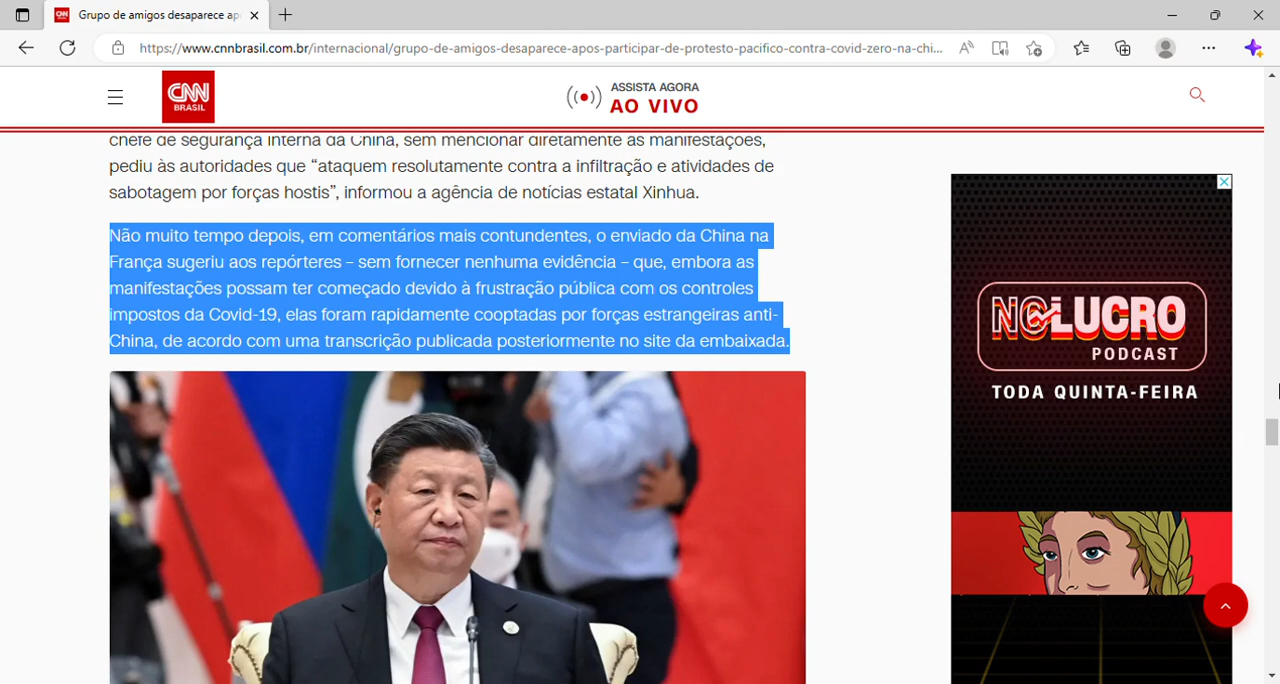 Grupo de amigos desaparece ap
https://www.cnnbrasil.com.br/internacional/grupo-de-amigos-desaparece-apos-participar-de-protesto-pacifico-contra-covid-zero-na-chi...
CNN
BRASIL
ASSISTA AGORA
AO VIVO
chefe de segurança interna da China, sem mencionar diretamente as manifestações,
pediu às autoridades que “ataquem resolutamente contra a infiltração e atividades de
sabotagem por forças hostis”, informou a agência de notícias estatal Xinhua.
Não muito tempo depois, em comentários mais contundentes, o enviado da China na
França sugeriu aos repórteres – sem fornecer nenhuma evidência – que, embora as
manifestações possam ter começado devido à frustração pública com os controles
impostos da Covid-19, elas foram rapidamente cooptadas por forças estrangeiras anti-
China, de acordo com uma transcrição publicada posteriormente no site da embaixada.
NO LUCRO
PODCAST
TODA QUINTA-FEIRA